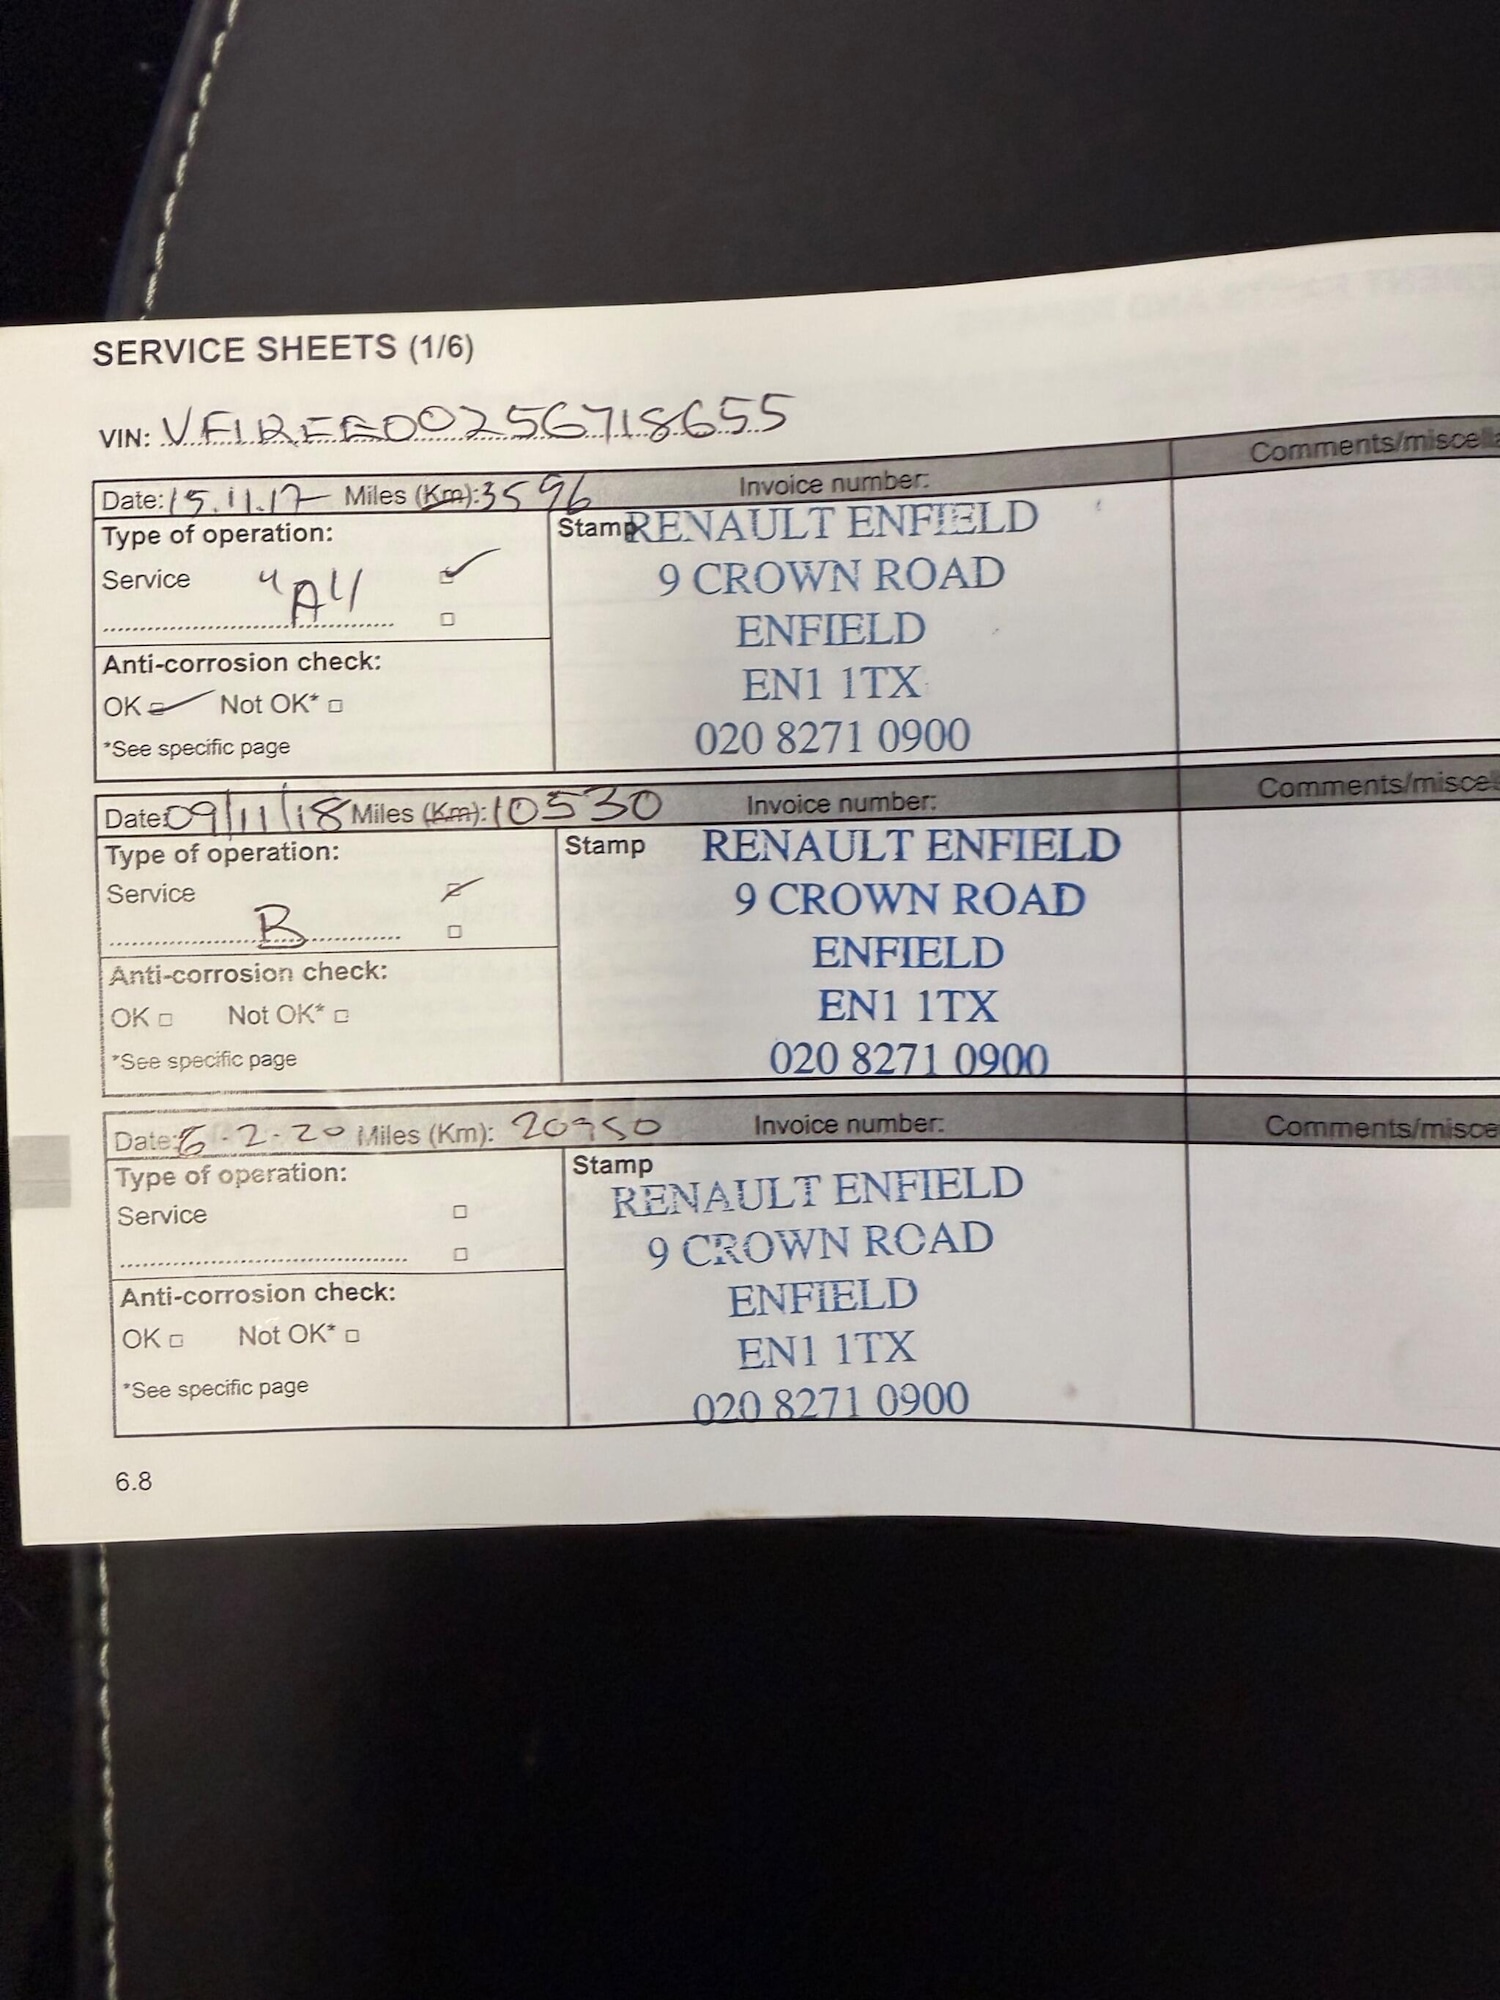 SERVICE SHEETS (1/6)
VIN: VF1RFE00256718655
Date: 15.11.17 Miles (Km): 3596 Invoice number: Comments/miscella
Type of operation:
Service "A"
Anti-corrosion check:
OK Not OK*
*See specific page
Stamp
RENAULT ENFIELD
9 CROWN ROAD
ENFIELD
EN1 1TX
020 8271 0900
Date: 09/11/18 Miles (Km): 10530 Invoice number: Comments/miscel
Type of operation:
Service
B
Anti-corrosion check:
OK Not OK*
*See specific page
Stamp
RENAULT ENFIELD
9 CROWN ROAD
ENFIELD
EN1 1TX
020 8271 0900
Date: 6-2-20 Miles (Km): 20950 Invoice number: Comments/misce
Type of operation:
Service
Anti-corrosion check:
OK Not OK*
*See specific page
Stamp
RENAULT ENFIELD
9 CROWN ROAD
ENFIELD
EN1 1TX
020 8271 0900
6.8